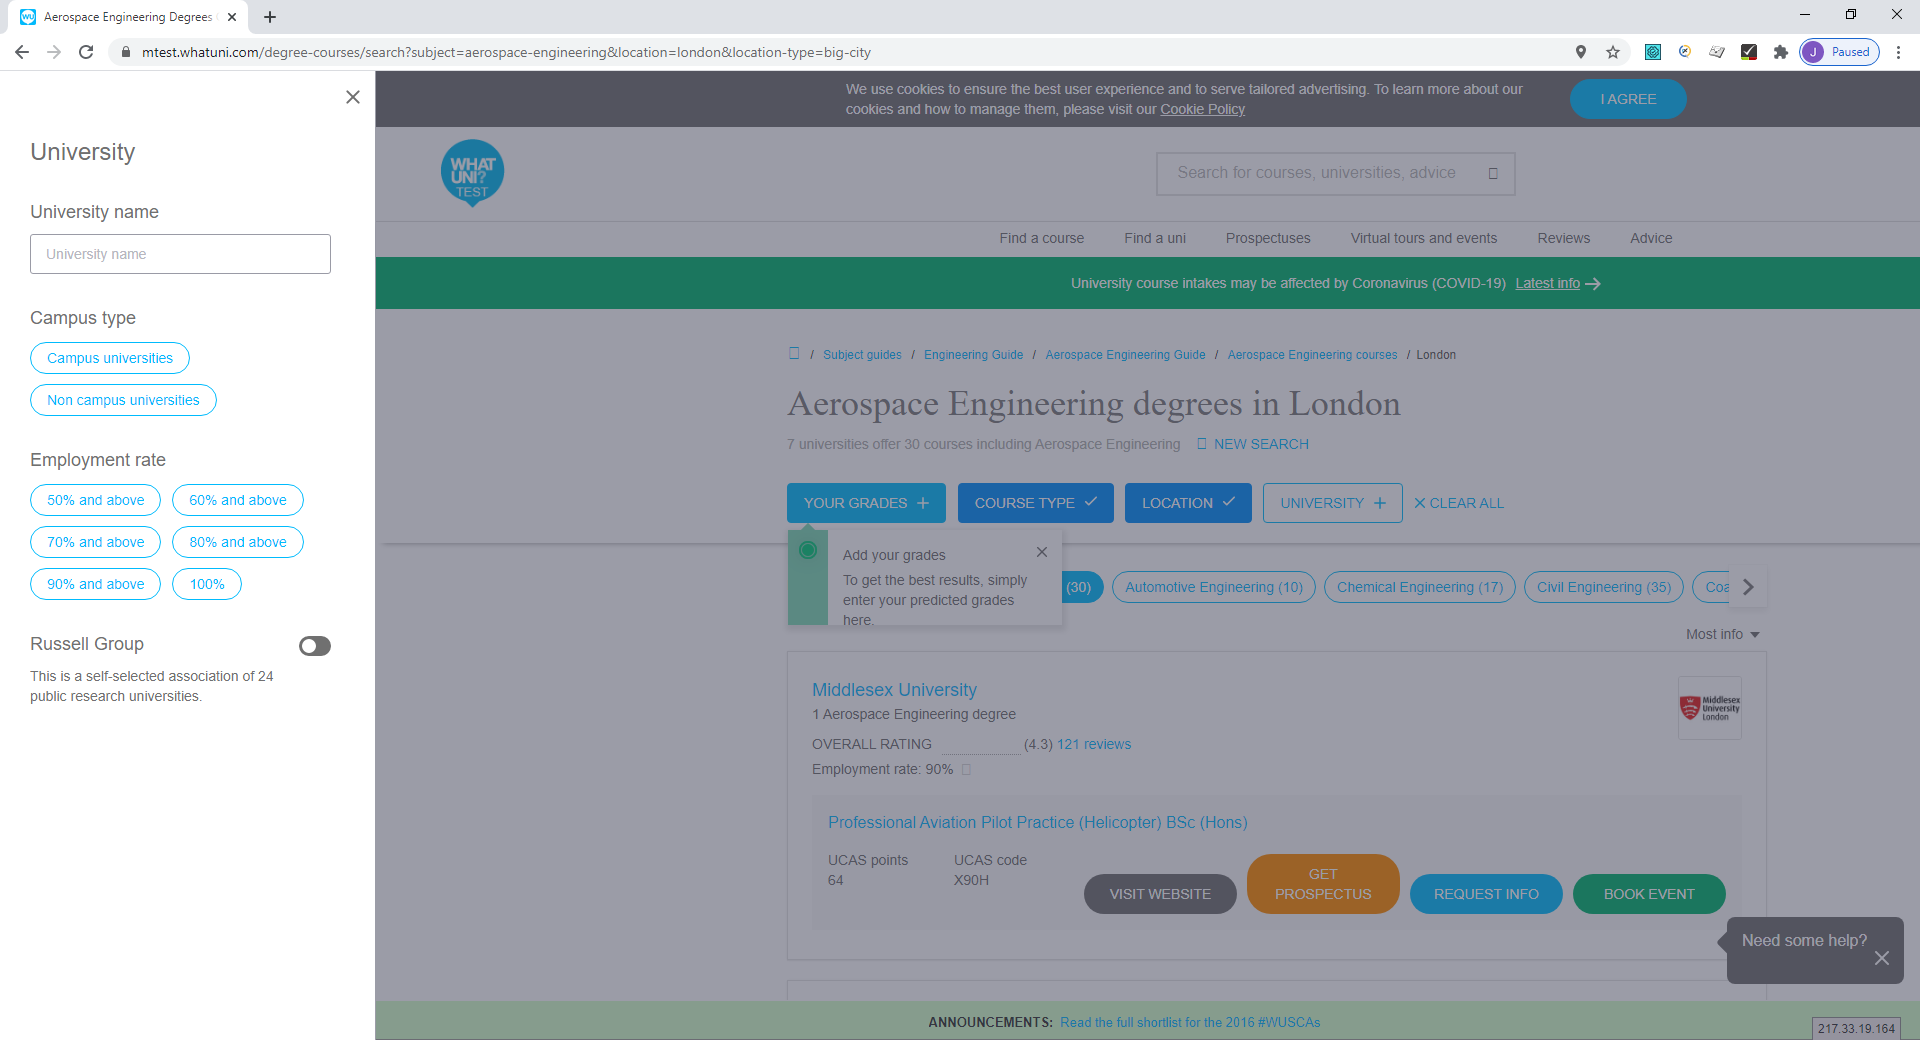 Aerospace Engineering Degrees
mtest.whatuni.com/degree-courses/search?subject=aerospace-engineering&location=london&location-type=big-city
J Paused
University
University name
University name
Campus type
Campus universities
Non campus universities
Employment rate
50% and above 60% and above
70% and above 80% and above
90% and above 100%
Russell Group
This is a self-selected association of 24
public research universities.
We use cookies to ensure the best user experience and to serve tailored advertising. To learn more about our
cookies and how to manage them, please visit our Cookie Policy
I AGREE
WHAT
UNI?
TEST
Search for courses, universities, advice
Find a course Find a uni Prospectuses Virtual tours and events Reviews Advice
University course intakes may be affected by Coronavirus (COVID-19) Latest info
/ Subject guides / Engineering Guide / Aerospace Engineering Guide / Aerospace Engineering courses / London
Aerospace Engineering degrees in London
7 universities offer 30 courses including Aerospace Engineering NEW SEARCH
YOUR GRADES COURSE TYPE LOCATION UNIVERSITY CLEAR ALL
Add your grades
To get the best results, simply
enter your predicted grades
here.
(30) Automotive Engineering (10) Chemical Engineering (17) Civil Engineering (35) Coa
Most info
Middlesex University
1 Aerospace Engineering degree
OVERALL RATING (4.3) 121 reviews
Employment rate: 90%
Middlesex
University
London
Professional Aviation Pilot Practice (Helicopter) BSc (Hons)
UCAS points UCAS code
64 X90H
VISIT WEBSITE
GET
PROSPECTUS
REQUEST INFO
BOOK EVENT
Need some help?
ANNOUNCEMENTS: Read the full shortlist for the 2016 #WUSCAs
217.33.19.164